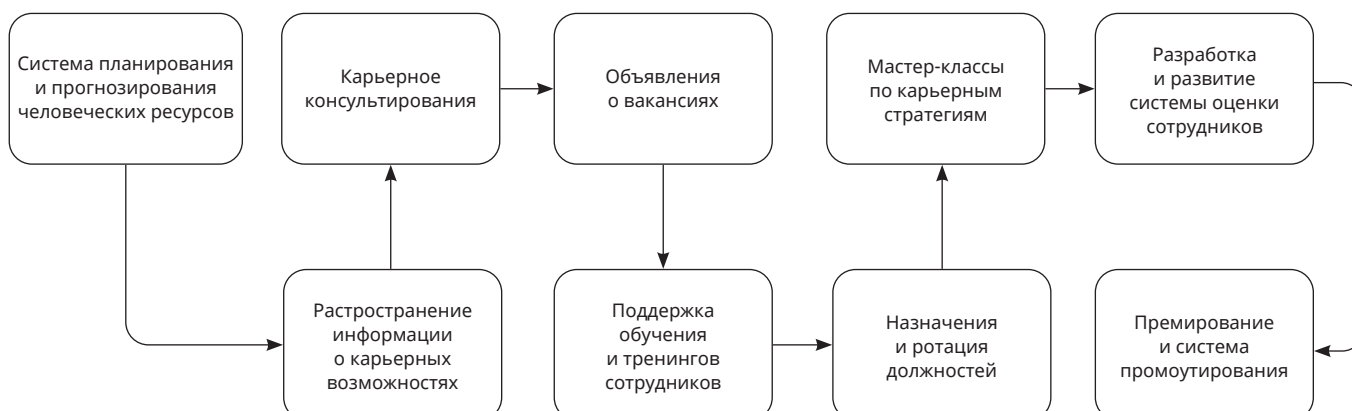 Система планирования
и прогнозирования
человеческих ресурсов
Карьерное
консультирования
Объявления
о вакансиях
Мастер-классы
по карьерным
стратегиям
Разработка
и развитие
системы оценки
сотрудников
Распространение
информации
о карьерных
возможностях
Поддержка
обучения
и тренингов
сотрудников
Назначения
и ротация
должностей
Премирование
и система
промоутирования